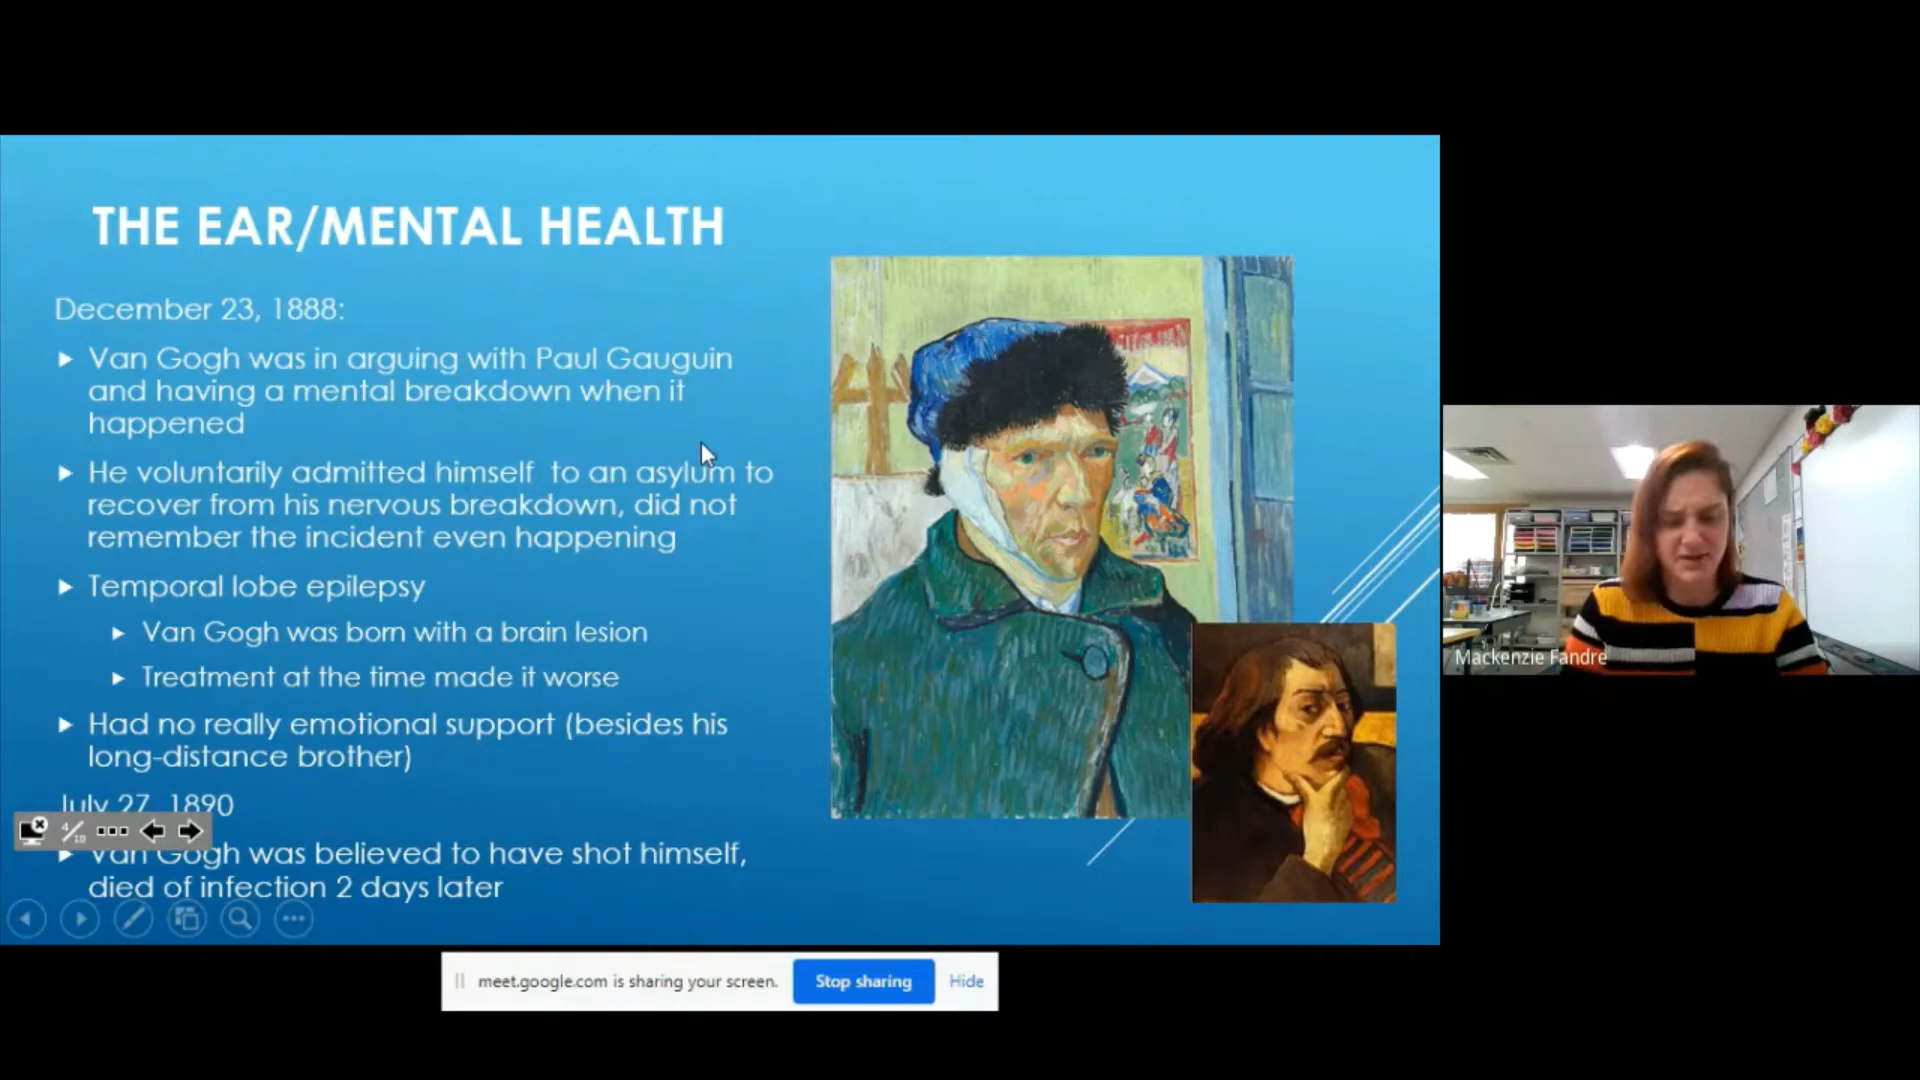 THE EAR/MENTAL HEALTH
December 23, 1888:
Van Gogh was in arguing with Paul Gauguin
and having a mental breakdown when it
happened
He voluntarily admitted himself to an asylum to
recover from his nervous breakdown, did not
remember the incident even happening
Temporal lobe epilepsy
Van Gogh was born with a brain lesion
Treatment at the time made it worse
Had no really emotional support (besides his
long-distance brother)
July 27, 1890
4/10
Van Gogh was believed to have shot himself,
died of infection 2 days later
Mackenzie Fandre
meet.google.com is sharing your screen.
Stop sharing
Hide